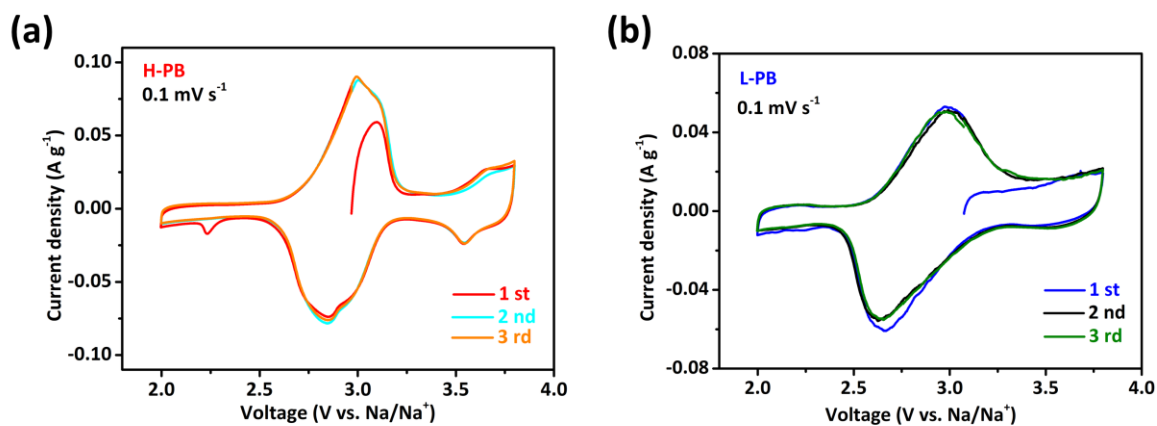 (a)
H-PB
0.1 mV s⁻¹
0.10
0.05
0.00
-0.05
-0.10
Current density (A g⁻¹)
1 st
2 nd
3 rd
2.0 2.5 3.0 3.5 4.0
Voltage (V vs. Na/Na⁺)
(b)
L-PB
0.1 mV s⁻¹
0.08
0.04
0.00
-0.04
-0.08
Current density (A g⁻¹)
1 st
2 nd
3 rd
2.0 2.5 3.0 3.5 4.0
Voltage (V vs. Na/Na⁺)